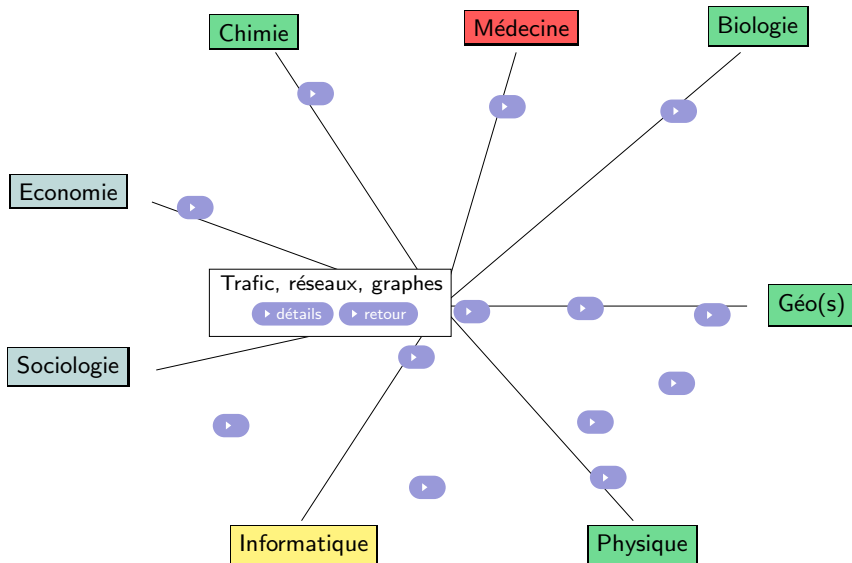 Chimie
Médecine
Biologie
Economie
Trafic, réseaux, graphes
détails retour
Géo(s)
Sociologie
Informatique
Physique